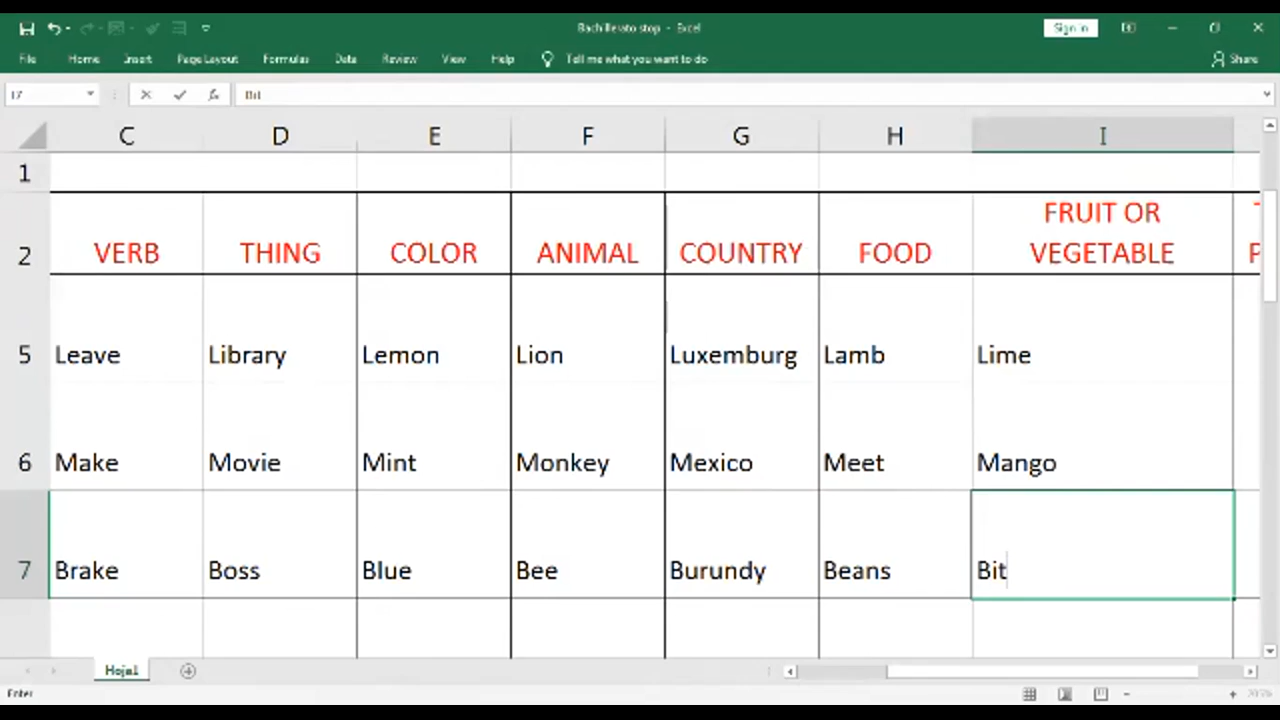 Bachillerato stop - Excel
Sign in
File Home Insert Page Layout Formulas Data Review View Help Tell me what you want to do Share
I7 fx Bit
C D E F G H I
1
2 VERB THING COLOR ANIMAL COUNTRY FOOD FRUIT OR VEGETABLE
5 Leave Library Lemon Lion Luxemburg Lamb Lime
6 Make Movie Mint Monkey Mexico Meet Mango
7 Brake Boss Blue Bee Burundy Beans Bit
Hoja1
Enter